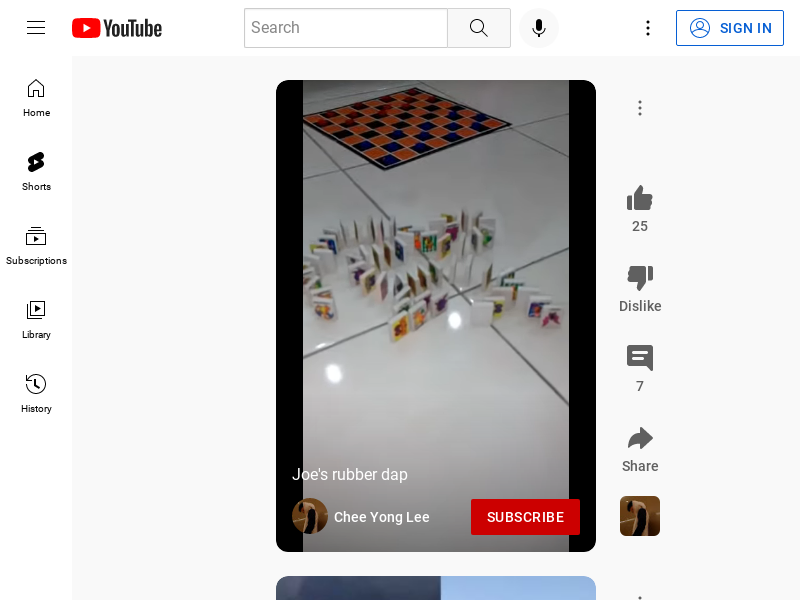 YouTube
Search
SIGN IN
Home
Shorts
Subscriptions
Library
History
25
Dislike
7
Share
Joe's rubber dap
Chee Yong Lee
SUBSCRIBE